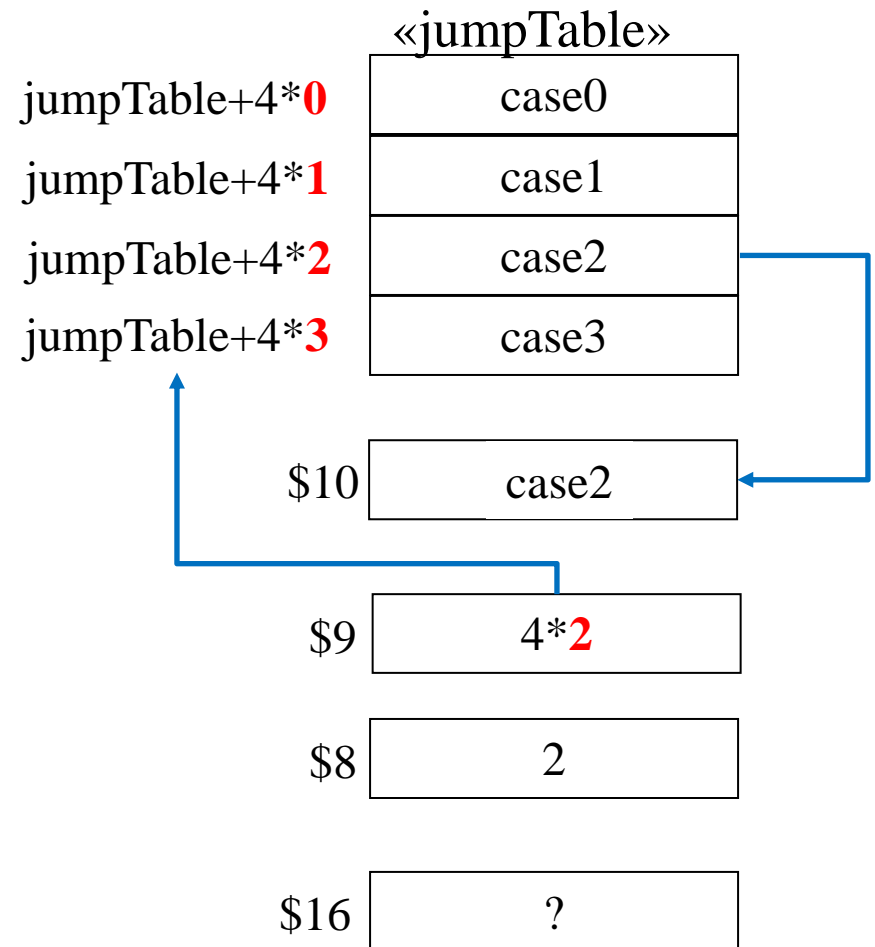 «jumpTable»
jumpTable+4*0 case0
jumpTable+4*1 case1
jumpTable+4*2 case2
jumpTable+4*3 case3
$10 case2
$9 4*2
$8 2
$16 ?